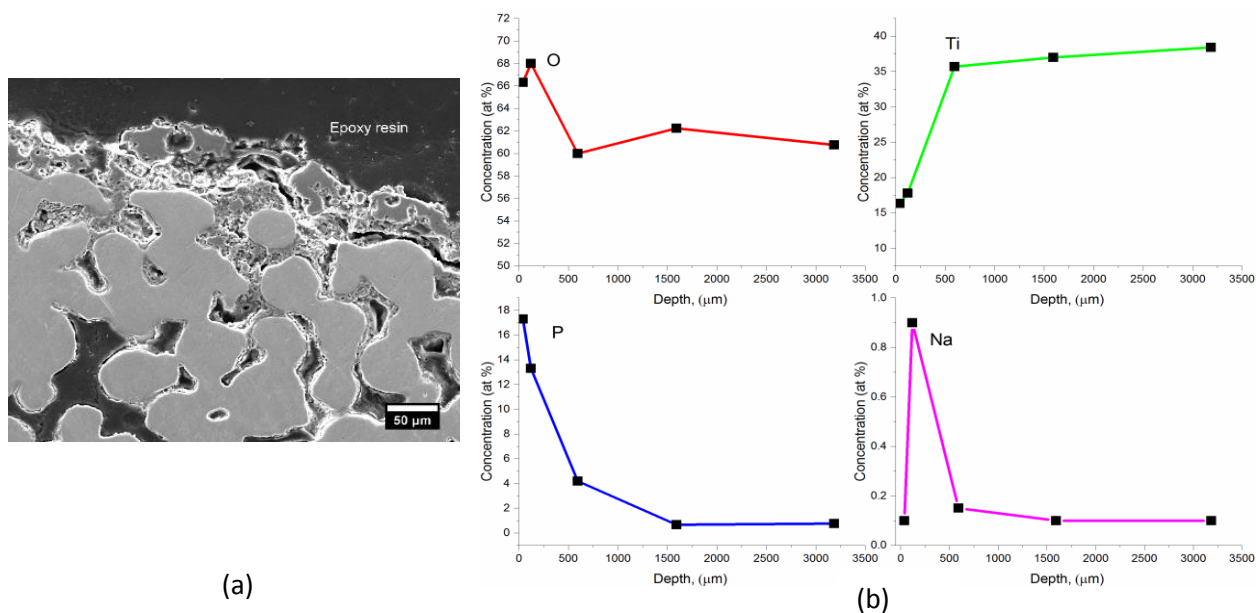 Epoxy resin
50 µm
(a)
O
Concentration (at %)
70
68
66
64
62
60
58
56
54
52
50
0 500 1000 1500 2000 2500 3000 3500
Depth, (µm)
Ti
Concentration (at %)
40
35
30
25
20
15
10
0 500 1000 1500 2000 2500 3000 3500
Depth, (µm)
P
Concentration (at %)
18
16
14
12
10
8
6
4
2
0
0 500 1000 1500 2000 2500 3000 3500
Depth, (µm)
Na
Concentration (at %)
1.0
0.8
0.6
0.4
0.2
0.0
0 500 1000 1500 2000 2500 3000 3500
Depth, (µm)
(b)